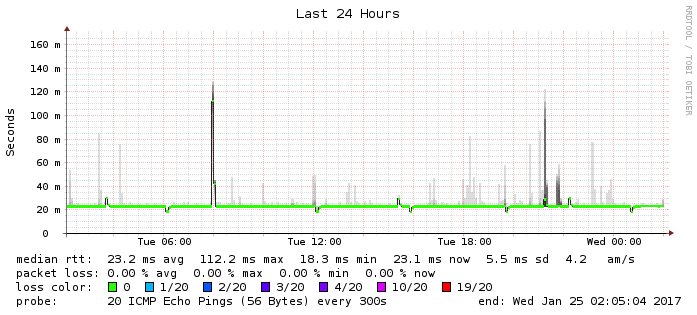 Last 24 Hours
RRDTOOL / TOBI OETIKER
Seconds
160 m
140 m
120 m
100 m
80 m
60 m
40 m
20 m
0
Tue 06:00 Tue 12:00 Tue 18:00 Wed 00:00
median rtt: 23.2 ms avg 112.2 ms max 18.3 ms min 23.1 ms now 5.5 ms sd 4.2 am/s
packet loss: 0.00 % avg 0.00 % max 0.00 % min 0.00 % now
loss color: 0 1/20 2/20 3/20 4/20 10/20 19/20
probe: 20 ICMP Echo Pings (56 Bytes) every 300s end: Wed Jan 25 02:05:04 2017